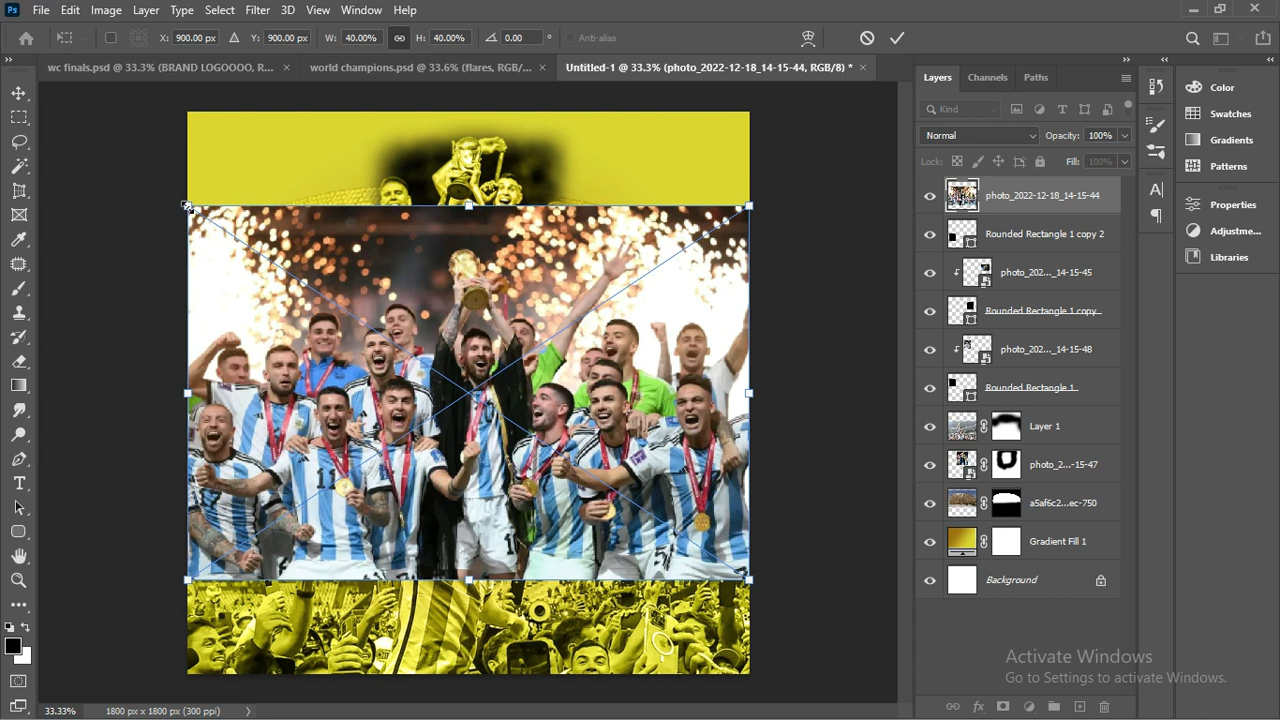 Ps File Edit Image Layer Type Select Filter 3D View Window Help
X: 900.00 px Y: 900.00 px W: 40.00% H: 40.00% 0.00 ° Anti-alias
wc finals.psd @ 33.3% (BRAND LOGOOOO, R... × world champions.psd @ 33.6% (flares, RGB/... × Untitled-1 @ 33.3% (photo_2022-12-18_14-15-44, RGB/8) * ×
Layers Channels Paths
Kind
Normal Opacity: 100%
Lock: Fill: 100%
photo_2022-12-18_14-15-44
Rounded Rectangle 1 copy 2
photo_202..._14-15-45
Rounded Rectangle 1 copy...
photo_202..._14-15-48
Rounded Rectangle 1...
Layer 1
photo_2...-15-47
a5af6c2...ec-750
Gradient Fill 1
Background
Color
Swatches
Gradients
Patterns
Properties
Adjustme...
Libraries
11
17
Activate Windows
Go to Settings to activate Windows.
33.33% 1800 px x 1800 px (300 ppi)